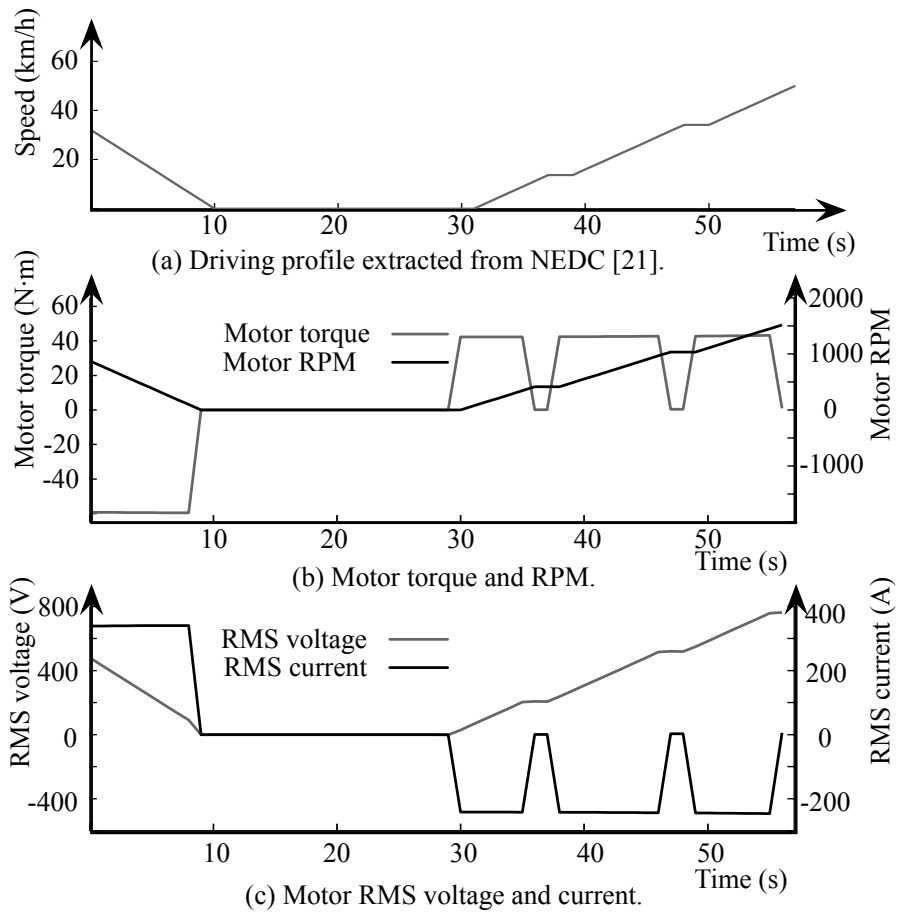 Speed (km/h)
60
40
20
10 20 30 40 50
Time (s)
(a) Driving profile extracted from NEDC [21].
Motor torque (N·m)
60
40
20
0
-20
-40
Motor torque
Motor RPM
2000
1000
0
-1000
Motor RPM
10 20 30 40 50
Time (s)
(b) Motor torque and RPM.
RMS voltage (V)
800
400
0
-400
RMS voltage
RMS current
400
200
0
-200
RMS current (A)
10 20 30 40 50
Time (s)
(c) Motor RMS voltage and current.